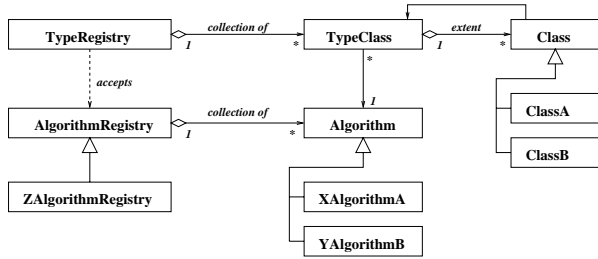 TypeRegistry
collection of
1
*
TypeClass
extent
1
*
Class
accepts
*
1
ClassA
AlgorithmRegistry
collection of
1
*
Algorithm
ClassB
ZAlgorithmRegistry
XAlgorithmA
YAlgorithmB